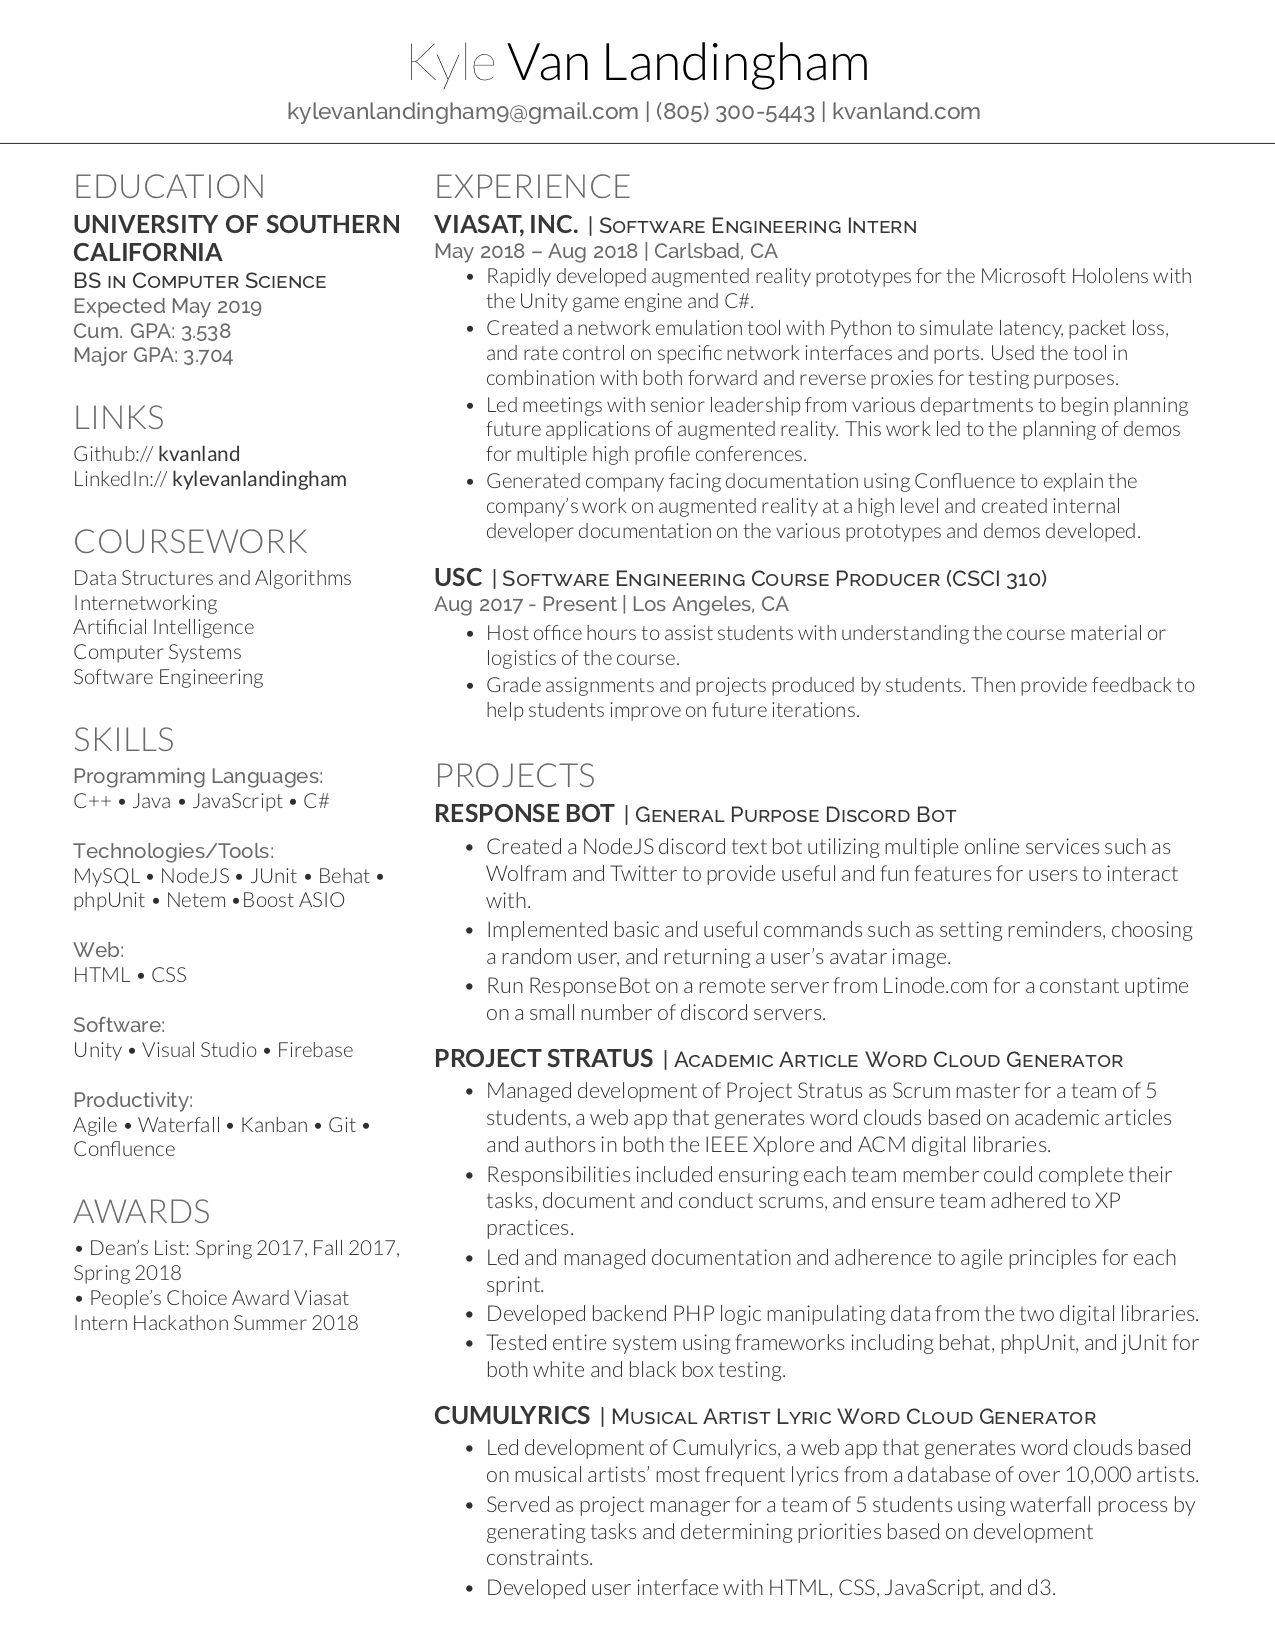 Kyle Van Landingham
kylevanlandingham9@gmail.com | (805) 300-5443 | kvanland.com
EDUCATION
UNIVERSITY OF SOUTHERN
CALIFORNIA
BS in Computer Science
Expected May 2019
Cum. GPA: 3.538
Major GPA: 3.704
LINKS
Github:// kvanland
LinkedIn:// kylevanlandingham
COURSEWORK
Data Structures and Algorithms
Internetworking
Artificial Intelligence
Computer Systems
Software Engineering
SKILLS
Programming Languages:
C++ • Java • JavaScript • C#
Technologies/Tools:
MySQL • NodeJS • JUnit • Behat •
phpUnit • Netem •Boost ASIO
Web:
HTML • CSS
Software:
Unity • Visual Studio • Firebase
Productivity:
Agile • Waterfall • Kanban • Git •
Confluence
AWARDS
• Dean's List: Spring 2017, Fall 2017,
Spring 2018
• People's Choice Award Viasat
Intern Hackathon Summer 2018
EXPERIENCE
VIASAT, INC. | Software Engineering Intern
May 2018 – Aug 2018 | Carlsbad, CA
• Rapidly developed augmented reality prototypes for the Microsoft Hololens with
the Unity game engine and C#.
• Created a network emulation tool with Python to simulate latency, packet loss,
and rate control on specific network interfaces and ports. Used the tool in
combination with both forward and reverse proxies for testing purposes.
• Led meetings with senior leadership from various departments to begin planning
future applications of augmented reality. This work led to the planning of demos
for multiple high profile conferences.
• Generated company facing documentation using Confluence to explain the
company's work on augmented reality at a high level and created internal
developer documentation on the various prototypes and demos developed.
USC | Software Engineering Course Producer (CSCI 310)
Aug 2017 - Present | Los Angeles, CA
• Host office hours to assist students with understanding the course material or
logistics of the course.
• Grade assignments and projects produced by students. Then provide feedback to
help students improve on future iterations.
PROJECTS
RESPONSE BOT | General Purpose Discord Bot
• Created a NodeJS discord text bot utilizing multiple online services such as
Wolfram and Twitter to provide useful and fun features for users to interact
with.
• Implemented basic and useful commands such as setting reminders, choosing
a random user, and returning a user's avatar image.
• Run ResponseBot on a remote server from Linode.com for a constant uptime
on a small number of discord servers.
PROJECT STRATUS | Academic Article Word Cloud Generator
• Managed development of Project Stratus as Scrum master for a team of 5
students, a web app that generates word clouds based on academic articles
and authors in both the IEEE Xplore and ACM digital libraries.
• Responsibilities included ensuring each team member could complete their
tasks, document and conduct scrums, and ensure team adhered to XP
practices.
• Led and managed documentation and adherence to agile principles for each
sprint.
• Developed backend PHP logic manipulating data from the two digital libraries.
• Tested entire system using frameworks including behat, phpUnit, and jUnit for
both white and black box testing.
CUMULYRICS | Musical Artist Lyric Word Cloud Generator
• Led development of Cumulyrics, a web app that generates word clouds based
on musical artists' most frequent lyrics from a database of over 10,000 artists.
• Served as project manager for a team of 5 students using waterfall process by
generating tasks and determining priorities based on development
constraints.
• Developed user interface with HTML, CSS, JavaScript, and d3.